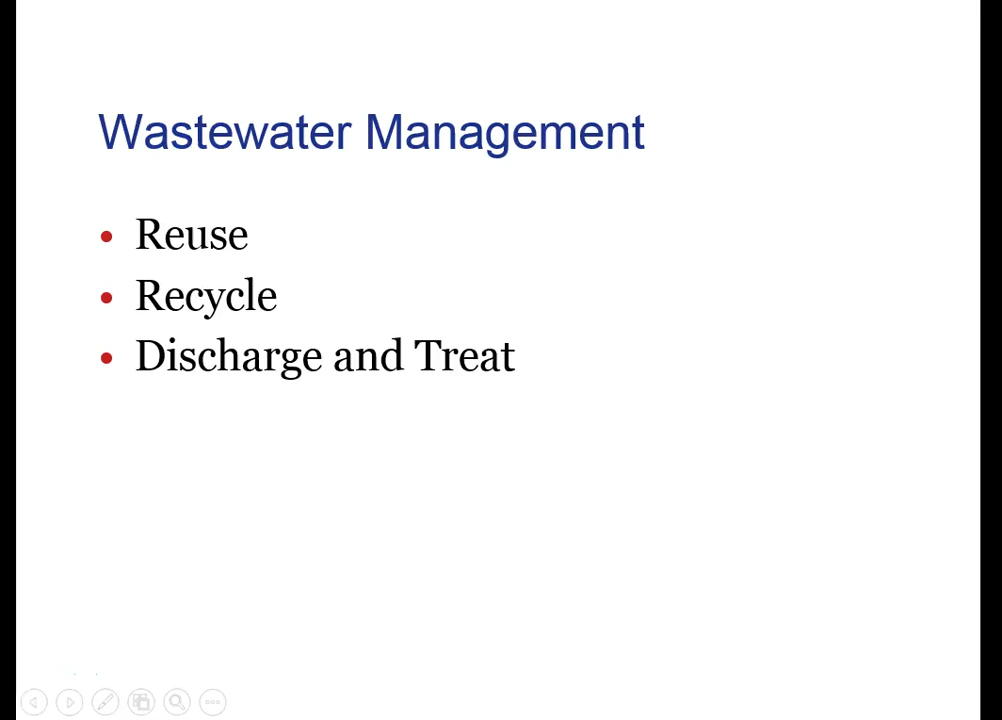 Wastewater Management
• Reuse
• Recycle
• Discharge and Treat